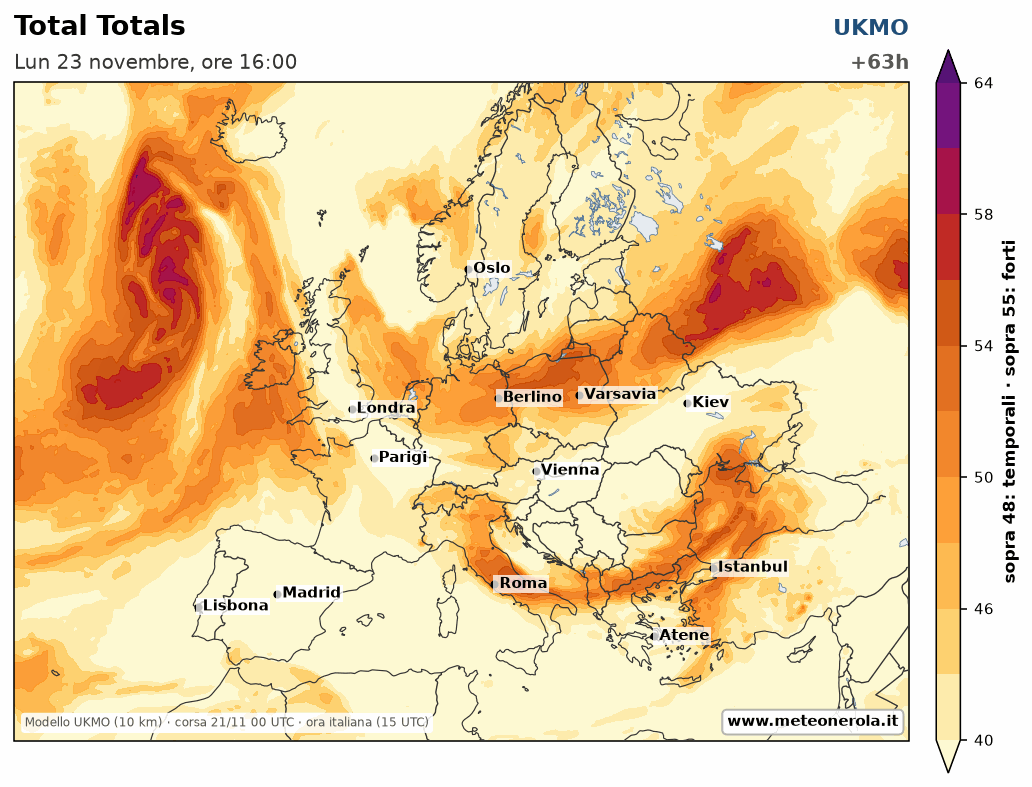 Total Totals
UKMO
Lun 23 novembre, ore 16:00
+63h
64
58
54
50
46
40
sopra 48: temporali · sopra 55: forti
Oslo
Londra
Berlino
Varsavia
Kiev
Parigi
Vienna
Istanbul
Roma
Madrid
Lisbona
Atene
Modello UKMO (10 km) · corsa 21/11 00 UTC · ora italiana (15 UTC)
www.meteonerola.it